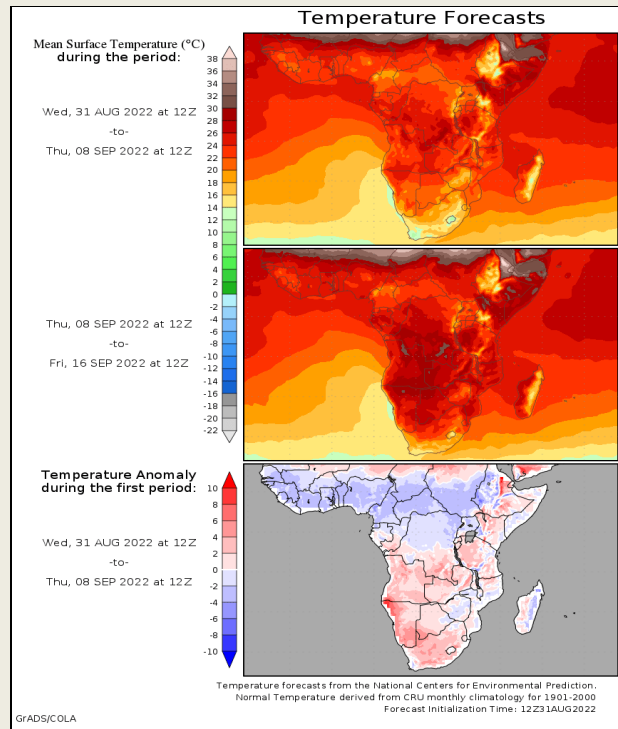 Temperature Forecasts
Mean Surface Temperature (°C)
during the period:
Wed, 31 AUG 2022 at 12Z
-to-
Thu, 08 SEP 2022 at 12Z
38
36
34
32
30
28
26
24
22
20
18
16
14
12
10
8
6
4
2
0
-2
-4
-6
-8
-10
-12
-14
-16
-18
-20
-22
Thu, 08 SEP 2022 at 12Z
-to-
Fri, 16 SEP 2022 at 12Z
Temperature Anomaly
during the first period:
Wed, 31 AUG 2022 at 12Z
-to-
Thu, 08 SEP 2022 at 12Z
10
8
6
4
2
0
-2
-4
-6
-8
-10
Temperature forecasts from the National Centers for Environmental Prediction.
Normal Temperature derived from CRU monthly climatology for 1901-2000
Forecast Initialization Time: 12Z31AUG2022
GrADS/COLA